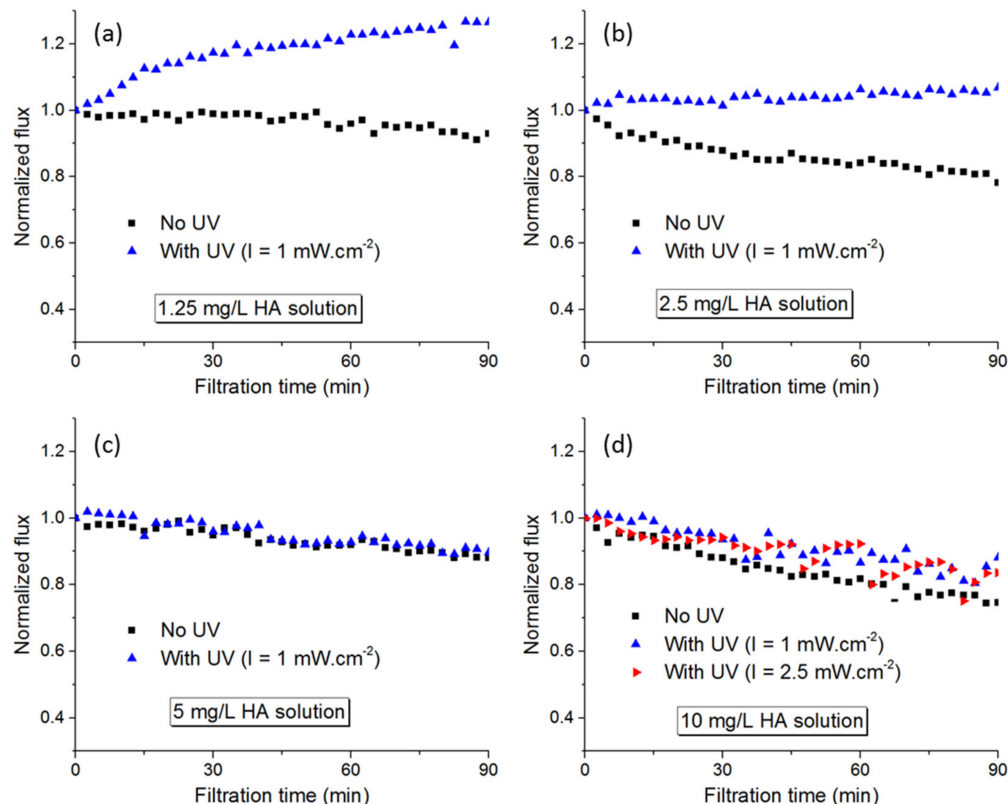 (a)
1.2
1.0
0.8
0.6
0.4
Normalized flux
No UV
With UV (I = 1 mW.cm⁻²)
1.25 mg/L HA solution
0 30 60 90
Filtration time (min)
(b)
1.2
1.0
0.8
0.6
0.4
Normalized flux
No UV
With UV (I = 1 mW.cm⁻²)
2.5 mg/L HA solution
0 30 60 90
Filtration time (min)
(c)
1.2
1.0
0.8
0.6
0.4
Normalized flux
No UV
With UV (I = 1 mW.cm⁻²)
5 mg/L HA solution
0 30 60 90
Filtration time (min)
(d)
1.2
1.0
0.8
0.6
0.4
Normalized flux
No UV
With UV (I = 1 mW.cm⁻²)
With UV (I = 2.5 mW.cm⁻²)
10 mg/L HA solution
0 30 60 90
Filtration time (min)